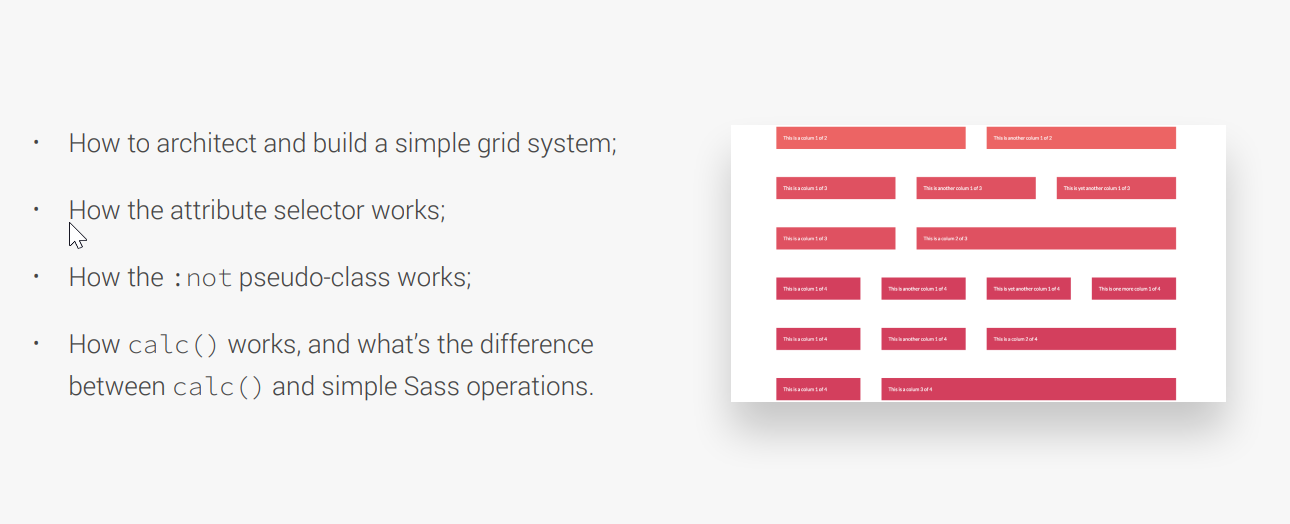 • How to architect and build a simple grid system;
• How the attribute selector works;
• How the :not pseudo-class works;
• How calc() works, and what's the difference
between calc() and simple Sass operations.
This is a colum 1 of 2
This is another colum 1 of 2
This is a colum 1 of 3
This is another colum 1 of 3
This is yet another colum 1 of 3
This is a colum 1 of 3
This is a colum 2 of 3
This is a colum 1 of 4
This is another colum 1 of 4
This is yet another colum 1 of 4
This is one more colum 1 of 4
This is a colum 1 of 4
This is another colum 1 of 4
This is a colum 2 of 4
This is a colum 1 of 4
This is a colum 3 of 4